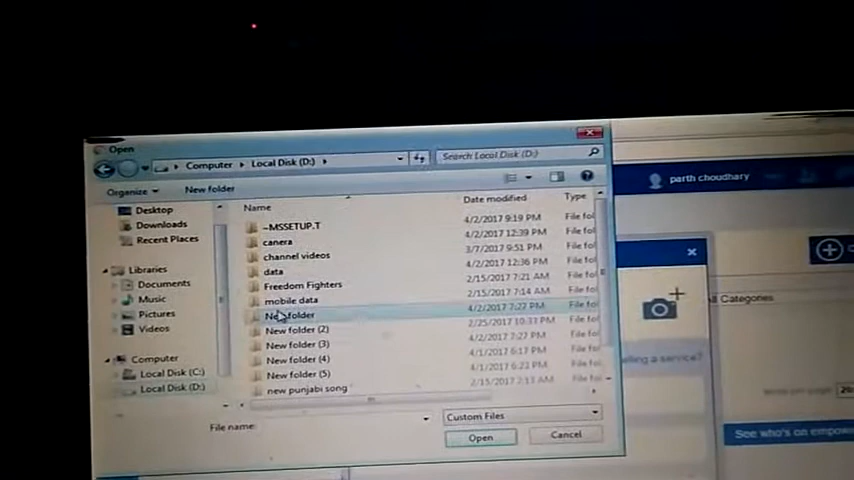 Open
Computer Local Disk (D:)
Search Local Disk (D:)
Organize New folder
parth choudhary
Name Date modified Type
Desktop
Downloads
Recent Places
Libraries
Documents
Music
Pictures
Videos
Computer
Local Disk (C:)
Local Disk (D:)
~MSSETUP.T 4/2/2017 9:19 PM File fol
canera 4/2/2017 12:39 PM File fol
channel videos 3/7/2017 9:51 PM File fol
data 4/2/2017 12:36 PM File fol
Freedom Fighters 2/15/2017 7:21 AM File fol
mobile data 2/15/2017 7:14 AM File fol
New folder 4/2/2017 7:27 PM File fol
New folder (2) 2/25/2017 10:33 PM File fol
New folder (3) 4/2/2017 7:27 PM File fol
New folder (4) 4/1/2017 6:17 PM File fol
New folder (5) 4/1/2017 6:23 PM File fol
new punjabi song 2/15/2017 7:13 AM File fol
File name:
Custom Files
Open Cancel
All Categories
elling a service?
See who's on empower